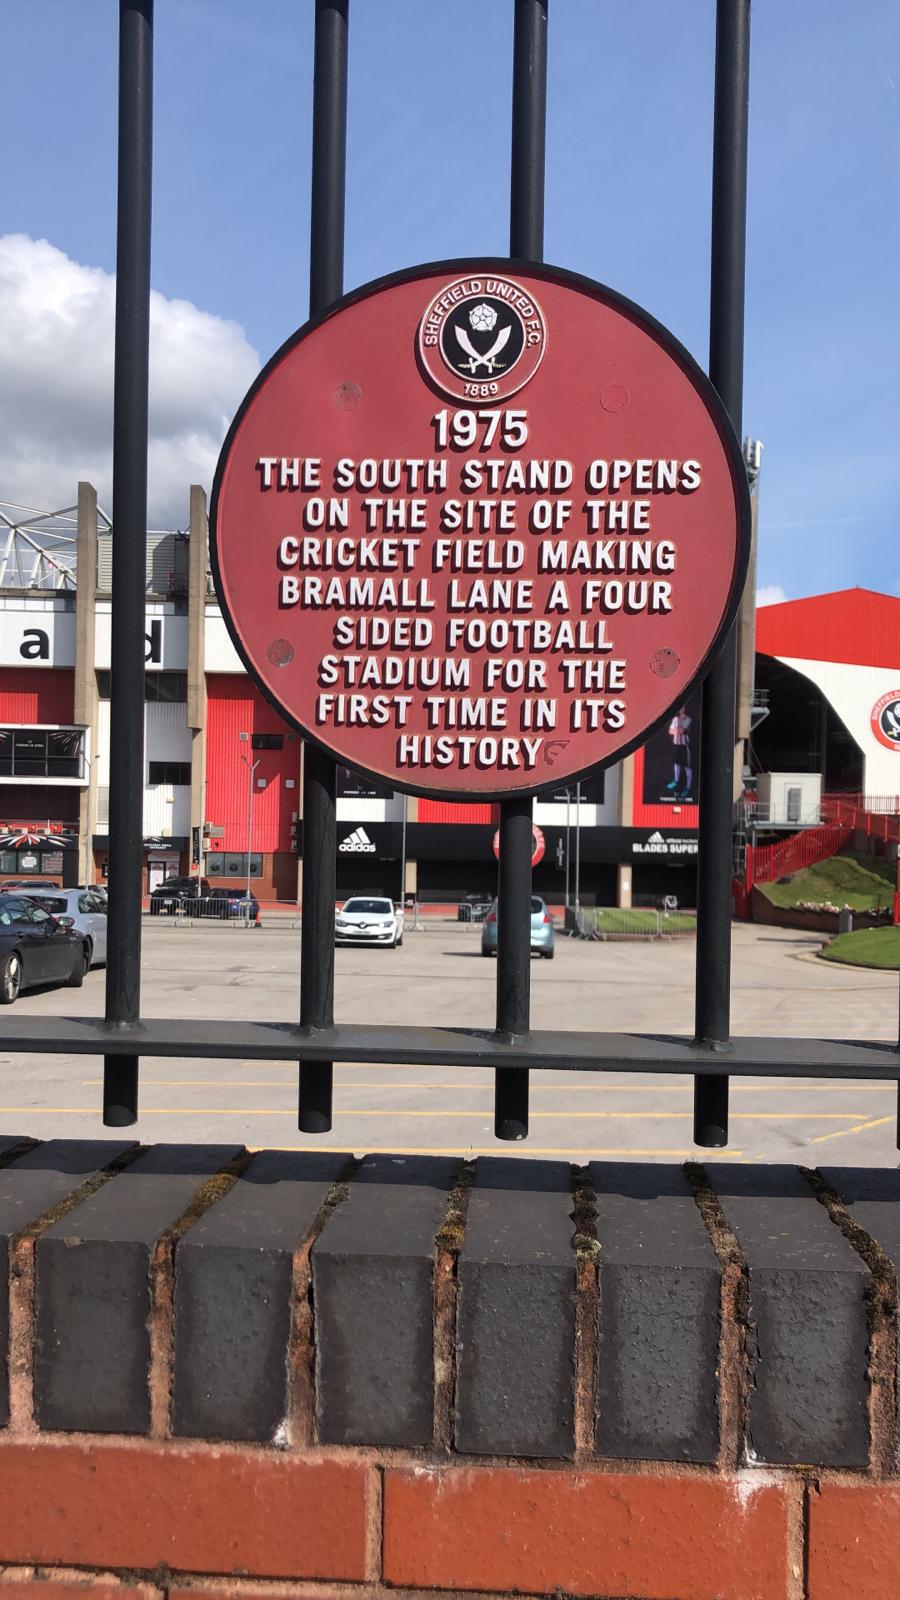 SHEFFIELD UNITED F.C.
1889
1975
THE SOUTH STAND OPENS
ON THE SITE OF THE
CRICKET FIELD MAKING
BRAMALL LANE A FOUR
SIDED FOOTBALL
STADIUM FOR THE
FIRST TIME IN ITS
HISTORY
a d
adidas
BLADES SUPER